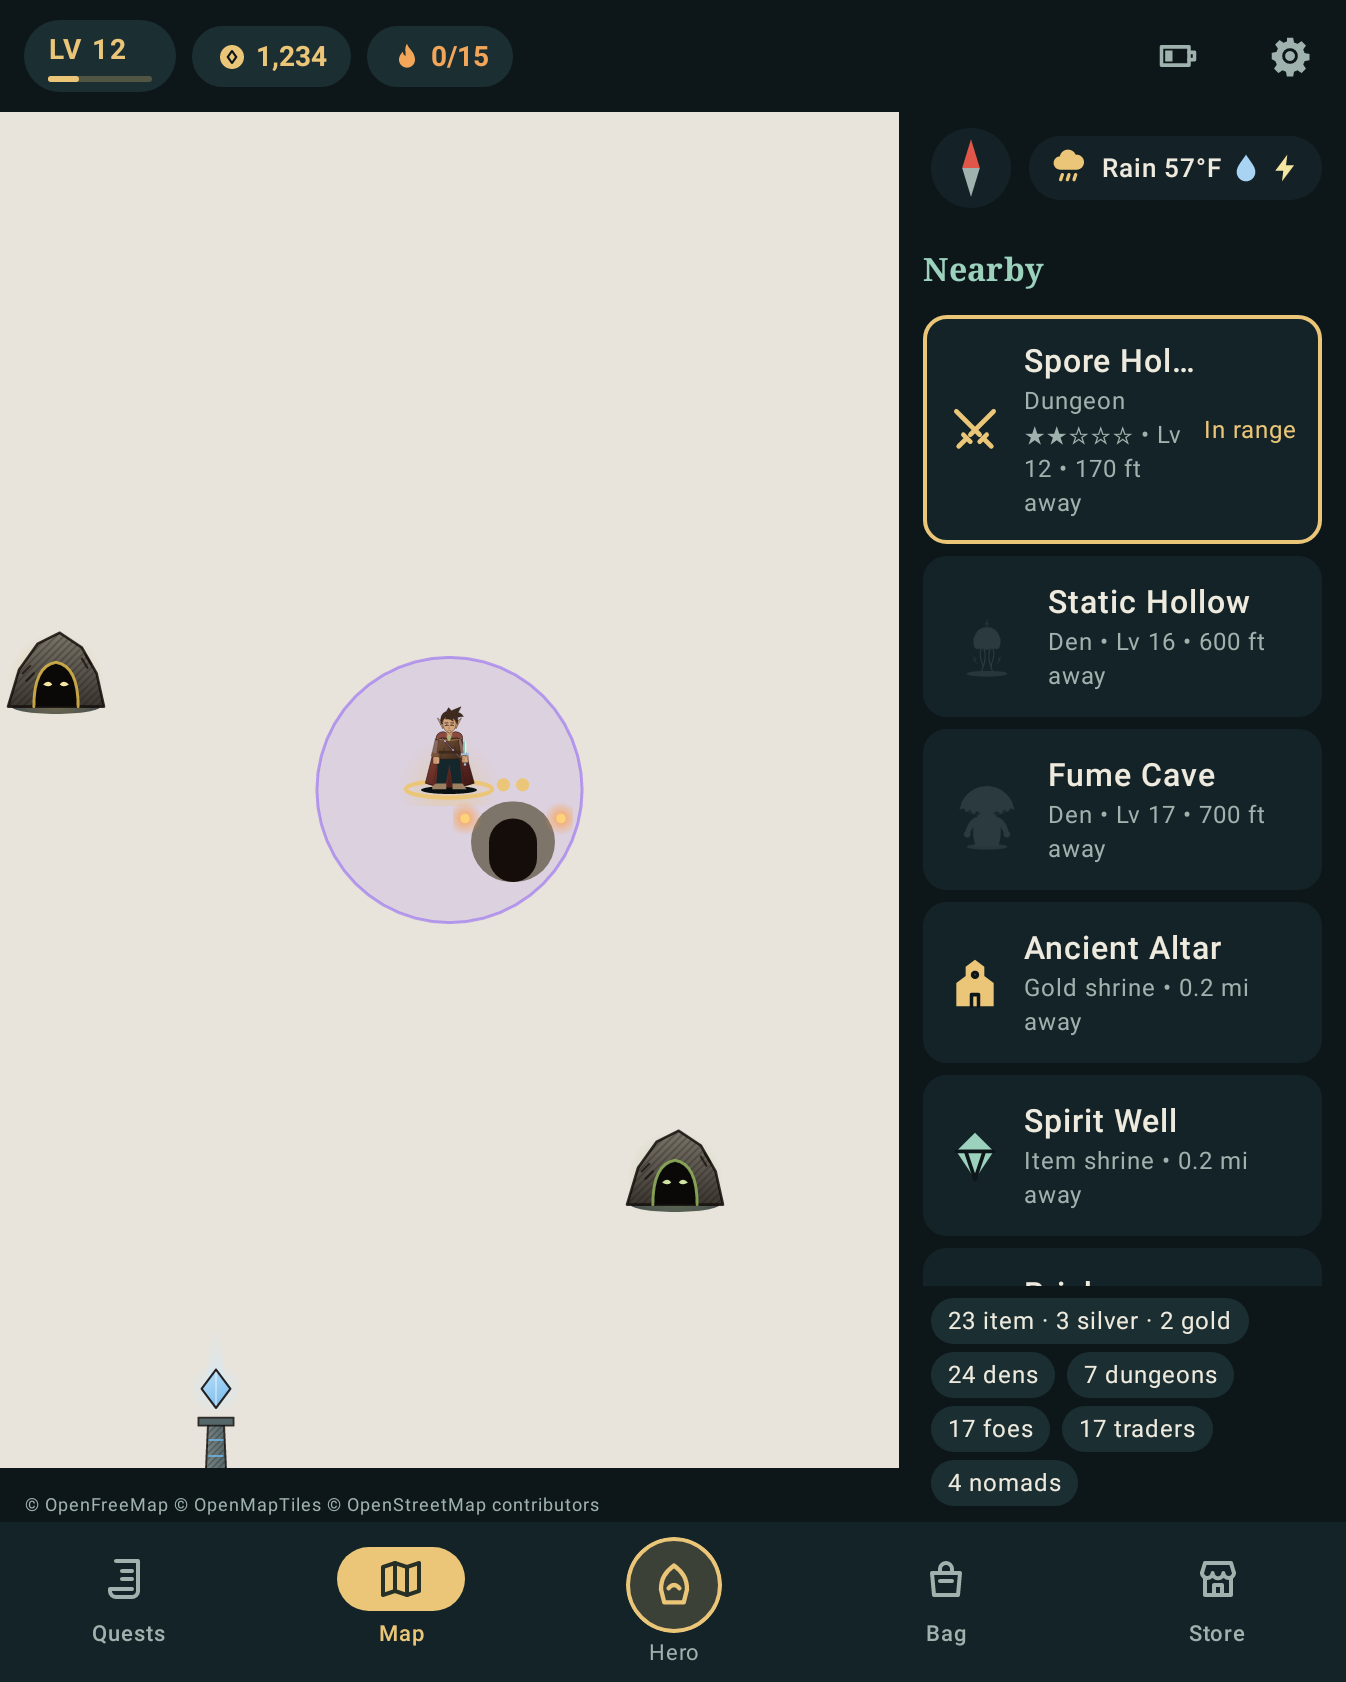 LV 12
1,234
0/15
Rain 57°F
Nearby
Spore Hol...
Dungeon
★★☆☆☆ • Lv
12 • 170 ft
away
In range
Static Hollow
Den • Lv 16 • 600 ft
away
Fume Cave
Den • Lv 17 • 700 ft
away
Ancient Altar
Gold shrine • 0.2 mi
away
Spirit Well
Item shrine • 0.2 mi
away
23 item · 3 silver · 2 gold
24 dens
7 dungeons
17 foes
17 traders
4 nomads
© OpenFreeMap © OpenMapTiles © OpenStreetMap contributors
Quests
Map
Hero
Bag
Store